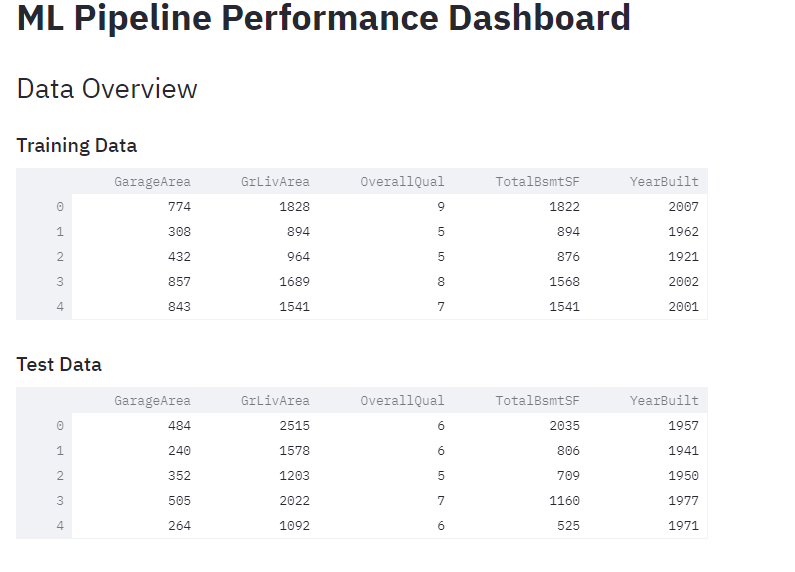 ML Pipeline Performance Dashboard
Data Overview
Training Data
GarageArea GrLivArea OverallQual TotalBsmtSF YearBuilt
0 774 1828 9 1822 2007
1 308 894 5 894 1962
2 432 964 5 876 1921
3 857 1689 8 1568 2002
4 843 1541 7 1541 2001
Test Data
GarageArea GrLivArea OverallQual TotalBsmtSF YearBuilt
0 484 2515 6 2035 1957
1 240 1578 6 806 1941
2 352 1203 5 709 1950
3 505 2022 7 1160 1977
4 264 1092 6 525 1971